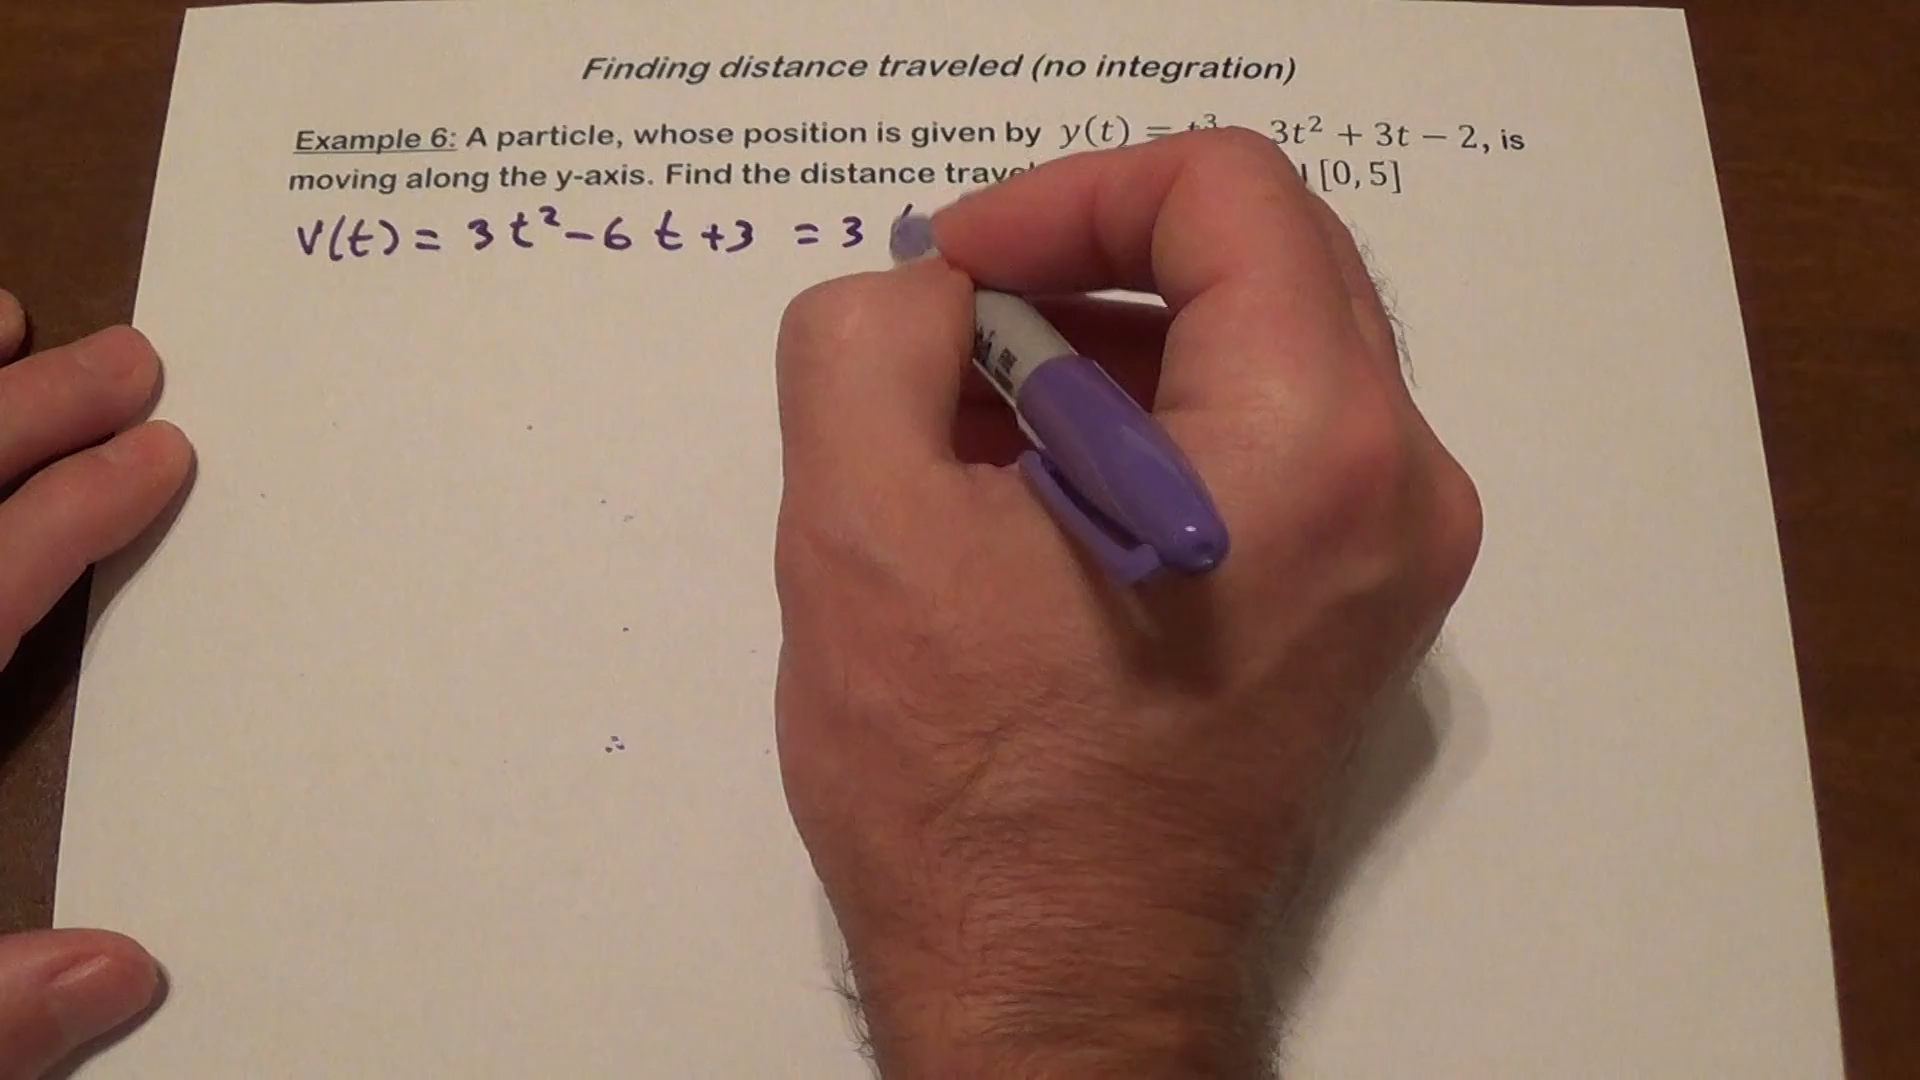 Finding distance traveled (no integration)
Example 6: A particle, whose position is given by y(t) = t³ 3t² + 3t − 2, is
moving along the y-axis. Find the distance [0, 5]
v(t) = 3t² − 6t + 3 = 3 (